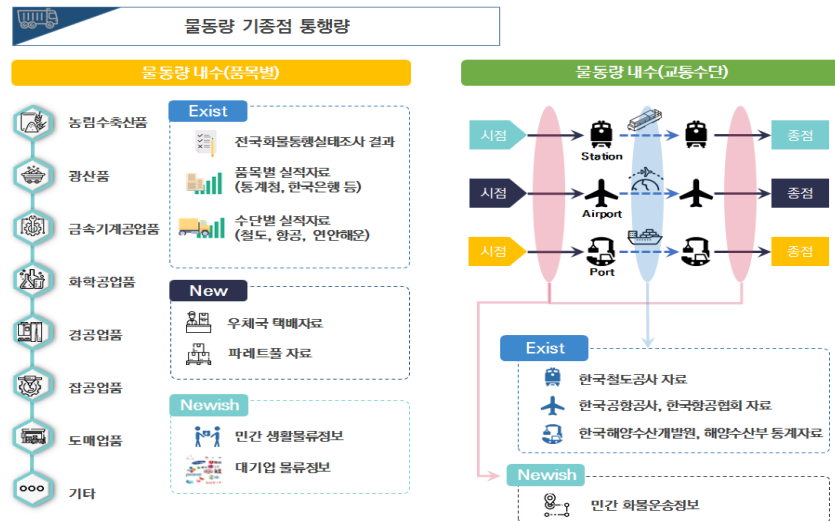 물동량 기종점 통행량
물동량 내수(품목별)
농림수축산품
광산품
금속기계공업품
화학공업품
경공업품
잡공업품
도매업품
기타
Exist
전국화물통행실태조사 결과
품목별 실적자료
(통계청, 한국은행 등)
수단별 실적자료
(철도, 항공, 연안해운)
New
우체국 택배자료
파레트풀 자료
Newish
민간 생활물류정보
대기업 물류정보
물동량 내수(교통수단)
시점
Station
종점
시점
Airport
종점
시점
Port
종점
Exist
한국철도공사 자료
한국공항공사, 한국항공협회 자료
한국해양수산개발원, 해양수산부 통계자료
Newish
민간 화물운송정보